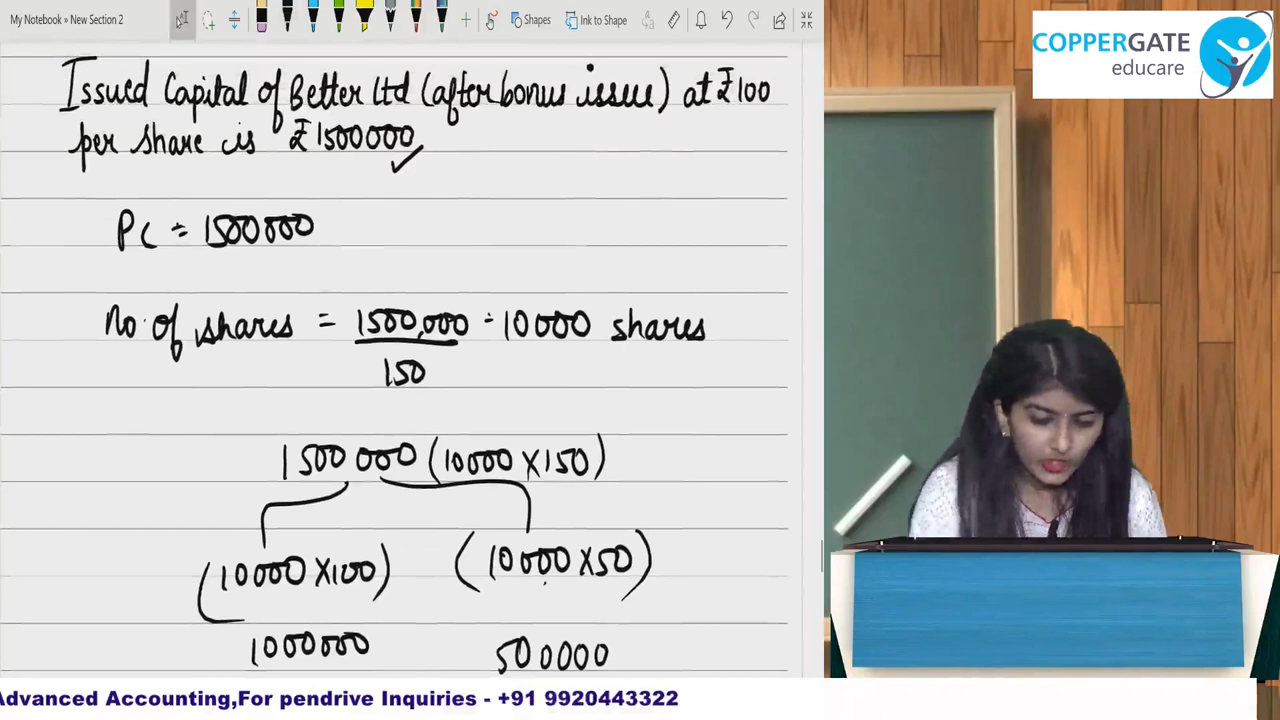 My Notebook » New Section 2
Shapes
Ink to Shape
COPPERGATE
educare
Issued Capital of Better Ltd (after bonus issue) at ₹100
per share is ₹1500000
PC = 1500000
No. of shares = 1500,000 = 10000 shares
150
1500 000 (10000 X 150)
(10000 X 100) (10000 X 50)
1000000 500000
Advanced Accounting,For pendrive Inquiries - +91 9920443322